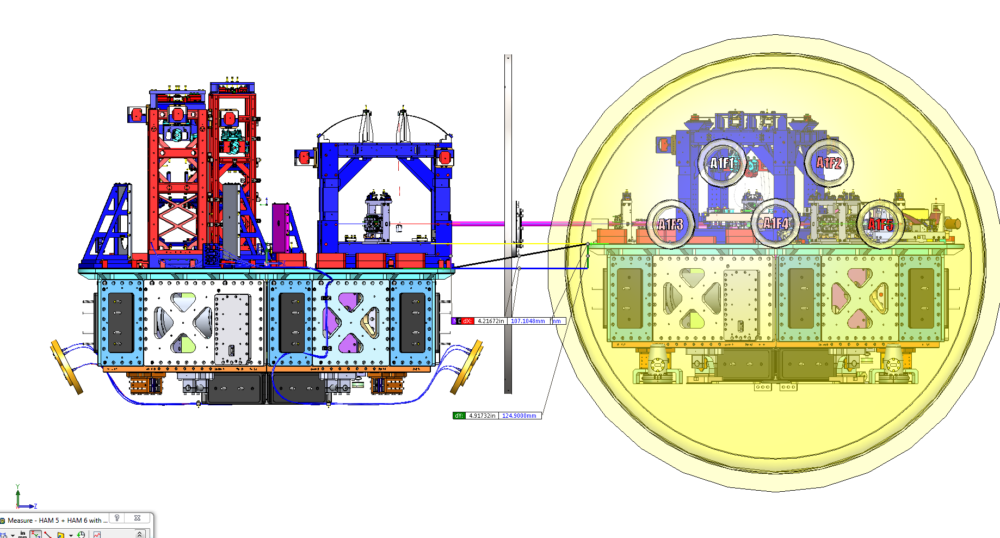 A1F1
A1F2
A1F3
A1F4
A1F5
dX: 4.21672in 107.1048mm mm
dY: 4.91732in 124.9000mm
Y
Z
Measure - HAM 5 + HAM 6 with ...
?
in
mm